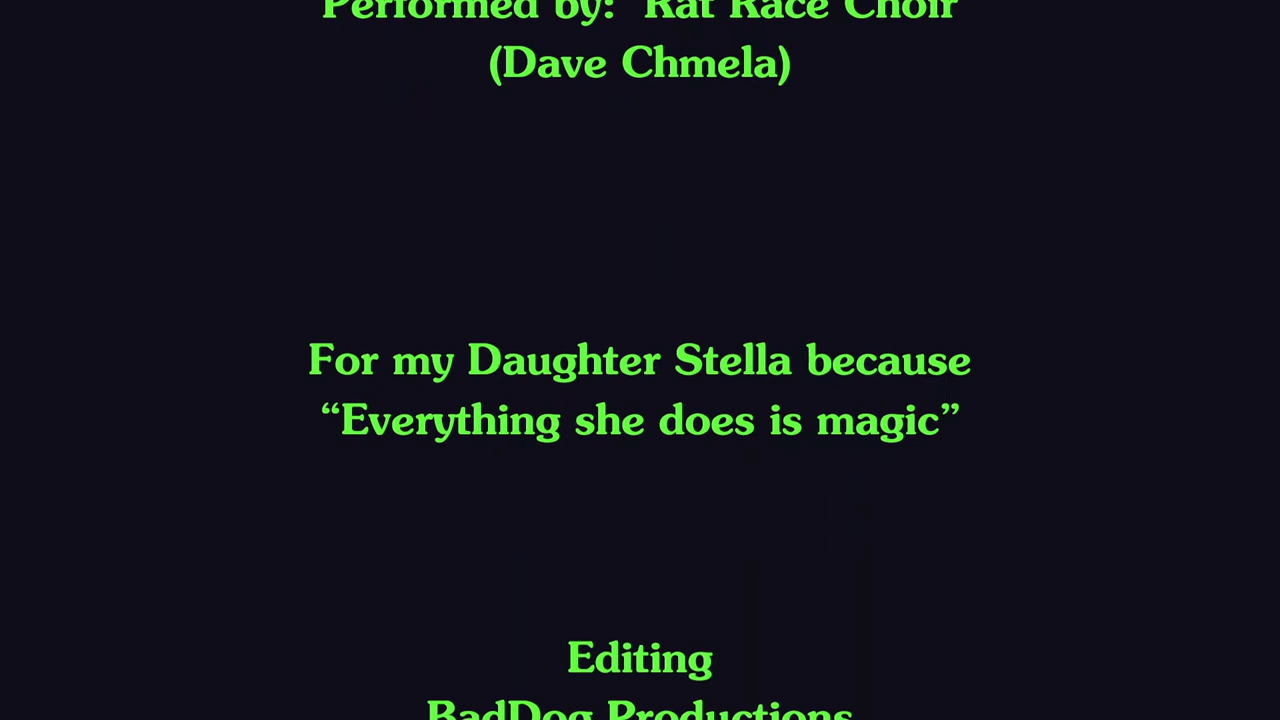 Performed by: Rat Race Choir
(Dave Chmela)
For my Daughter Stella because
“Everything she does is magic”
Editing
BadDog Productions